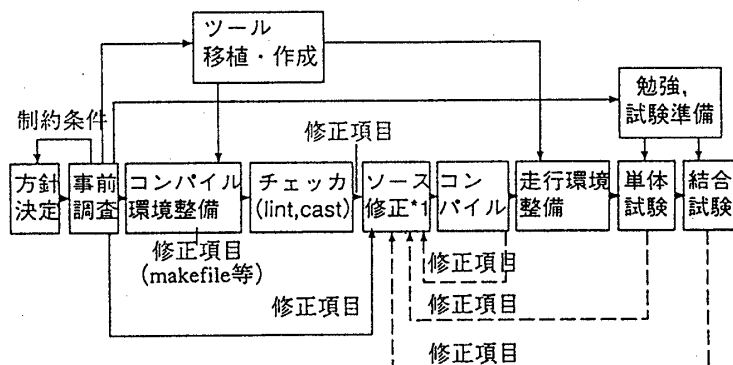 ツール
移植・作成
勉強,
試験準備
制約条件
修正項目
方針
決定
事前
調査
コンパイル
環境整備
チェッカ
(lint,cast)
ソース
修正*1
コン
パイル
走行環境
整備
単体
試験
結合
試験
修正項目
(makefile等)
修正項目
修正項目
修正項目
修正項目